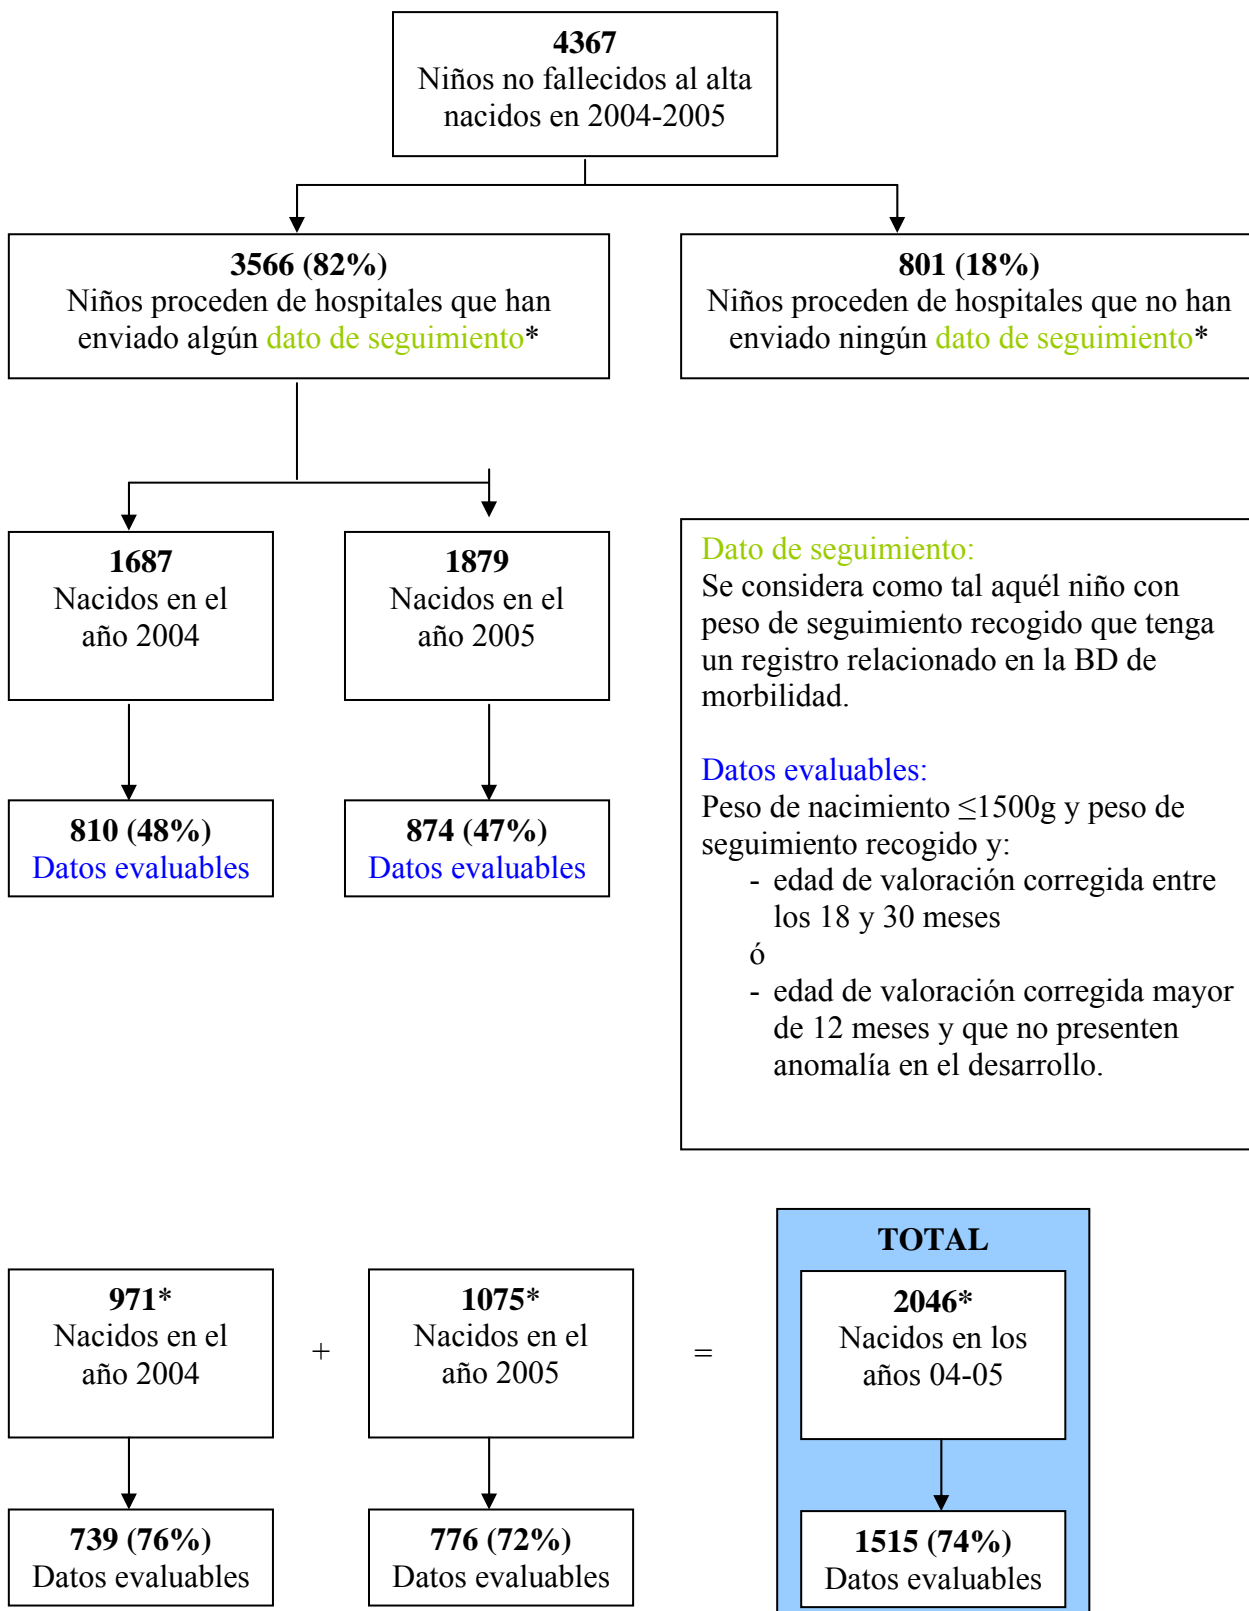 4367
Niños no fallecidos al alta
nacidos en 2004-2005
3566 (82%)
Niños proceden de hospitales que han
enviado algún dato de seguimiento*
801 (18%)
Niños proceden de hospitales que no han
enviado ningún dato de seguimiento*
1687
Nacidos en el
año 2004
1879
Nacidos en el
año 2005
810 (48%)
Datos evaluables
874 (47%)
Datos evaluables
Dato de seguimiento:
Se considera como tal aquél niño con
peso de seguimiento recogido que tenga
un registro relacionado en la BD de
morbilidad.
Datos evaluables:
Peso de nacimiento ≤1500g y peso de
seguimiento recogido y:
- edad de valoración corregida entre
los 18 y 30 meses
ó
- edad de valoración corregida mayor
de 12 meses y que no presenten
anomalía en el desarrollo.
971*
Nacidos en el
año 2004
+
1075*
Nacidos en el
año 2005
=
TOTAL
2046*
Nacidos en los
años 04-05
739 (76%)
Datos evaluables
776 (72%)
Datos evaluables
1515 (74%)
Datos evaluables